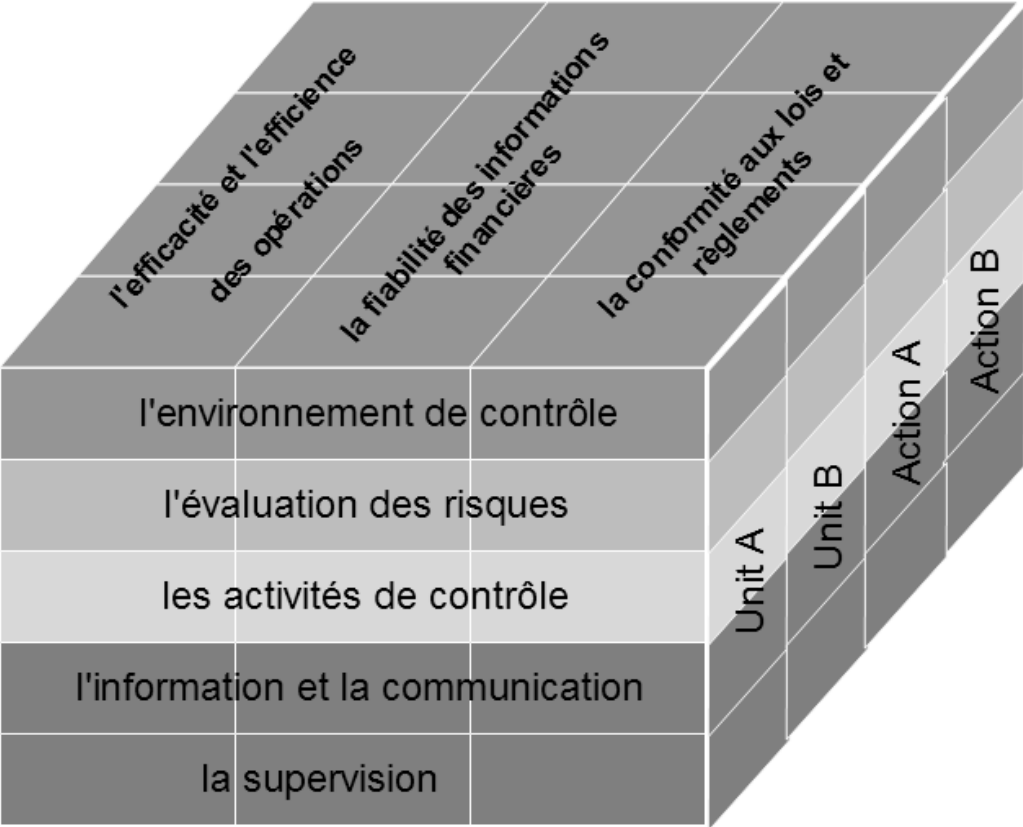 l'efficacité et l'efficience
des opérations
la fiabilité des informations
financières
la conformité aux lois et
règlements
l'environnement de contrôle
l'évaluation des risques
les activités de contrôle
l'information et la communication
la supervision
Unit A
Unit B
Action A
Action B